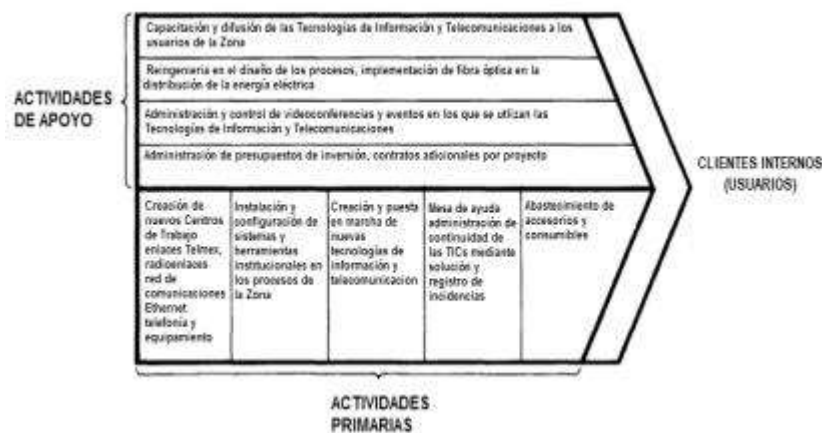 Capacitación y difusión de las Tecnologías de Información y Telecomunicaciones a los
usuarios de la Zona
Reingeniería en el diseño de los procesos, implementación de fibra óptica en la
distribución de la energía eléctrica
ACTIVIDADES
DE APOYO
Administración y control de videoconferencias y eventos en los que se utilizan las
Tecnologías de Información y Telecomunicaciones
Administración de presupuestos de inversión, contratos adicionales por proyecto
CLIENTES INTERNOS
(USUARIOS)
Creación de
nuevos Centros
de Trabajo
enlaces Telmex,
radioenlaces
red de
comunicaciones
Ethernet
telefonía y
equipamiento
Instalación y
configuración de
sistemas y
herramientas
institucionales en
los procesos de
la Zona
Creación y puesta
en marcha de
nuevas
tecnologías de
información y
telecomunicacion
Mesa de ayuda
administración de
continuidad de
las TICs mediante
solución y
registro de
incidencias
Abastecimiento de
accesorios y
consumibles
ACTIVIDADES
PRIMARIAS